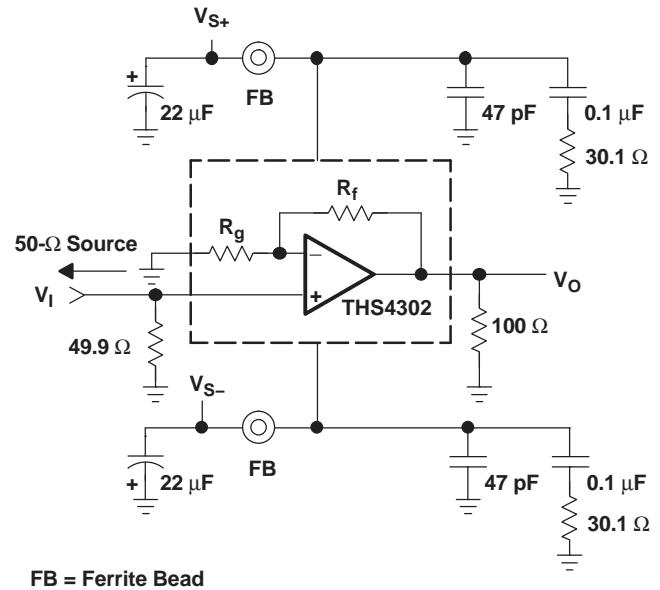 VS+
+
22 μF
FB
47 pF
0.1 μF
30.1 Ω
Rf
Rg
50-Ω Source
VI
−
+
THS4302
VO
49.9 Ω
100 Ω
VS−
22 μF
+
FB
47 pF
0.1 μF
30.1 Ω
FB = Ferrite Bead